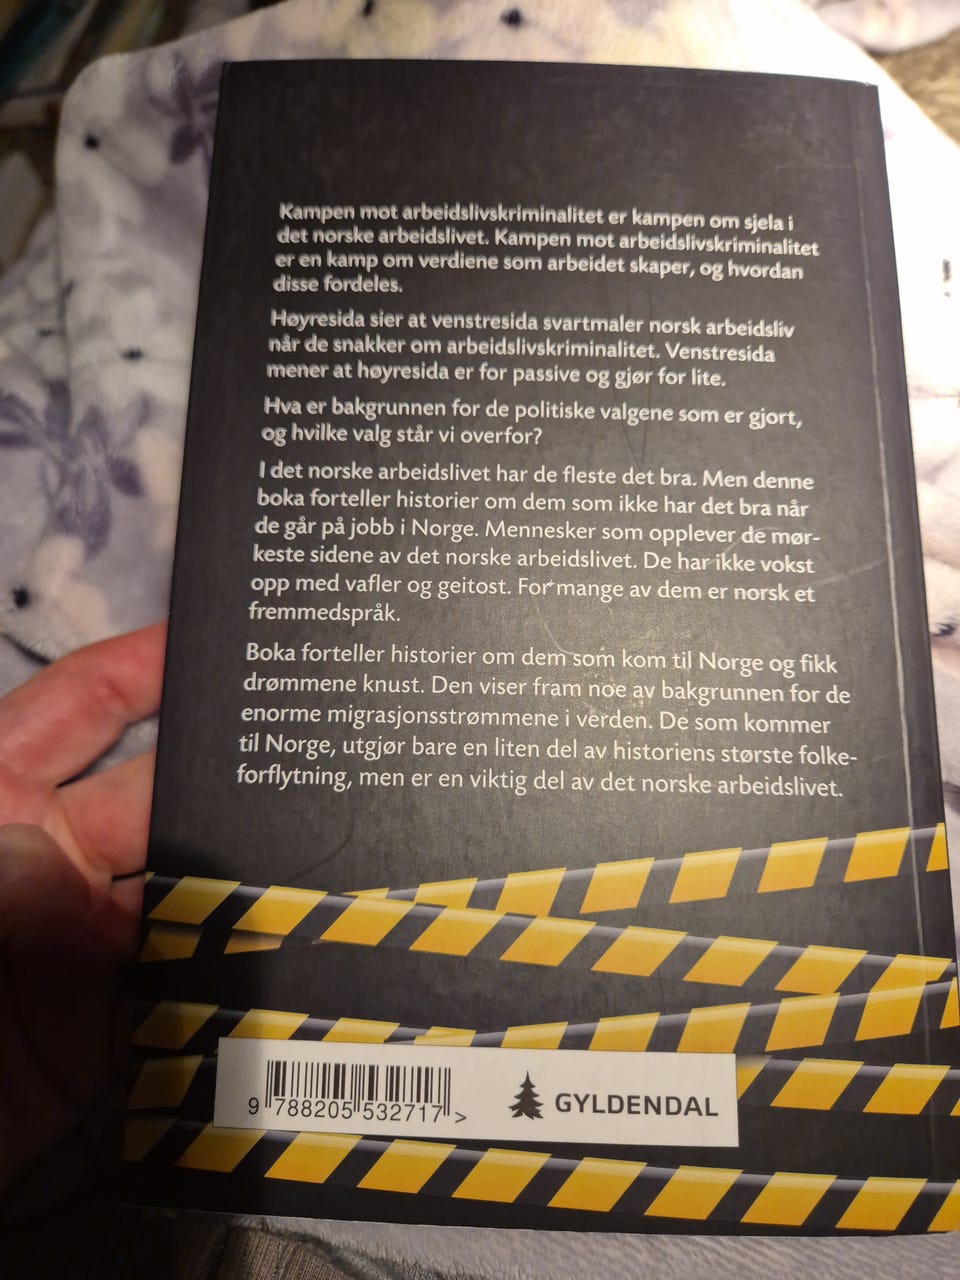 Kampen mot arbeidslivskriminalitet er kampen om sjela i
det norske arbeidslivet. Kampen mot arbeidslivskriminalitet
er en kamp om verdiene som arbeidet skaper, og hvordan
disse fordeles.
Høyresida sier at venstresida svartmaler norsk arbeidsliv
når de snakker om arbeidslivskriminalitet. Venstresida
mener at høyresida er for passive og gjør for lite.
Hva er bakgrunnen for de politiske valgene som er gjort,
og hvilke valg står vi overfor?
I det norske arbeidslivet har de fleste det bra. Men denne
boka forteller historier om dem som ikke har det bra når
de går på jobb i Norge. Mennesker som opplever de mør-
keste sidene av det norske arbeidslivet. De har ikke vokst
opp med vafler og geitost. For mange av dem er norsk et
fremmedspråk.
Boka forteller historier om dem som kom til Norge og fikk
drømmene knust. Den viser fram noe av bakgrunnen for de
enorme migrasjonsstrømmene i verden. De som kommer
til Norge, utgjør bare en liten del av historiens største folke-
forflytning, men er en viktig del av det norske arbeidslivet.
9 788205 532717 >
GYLDENDAL